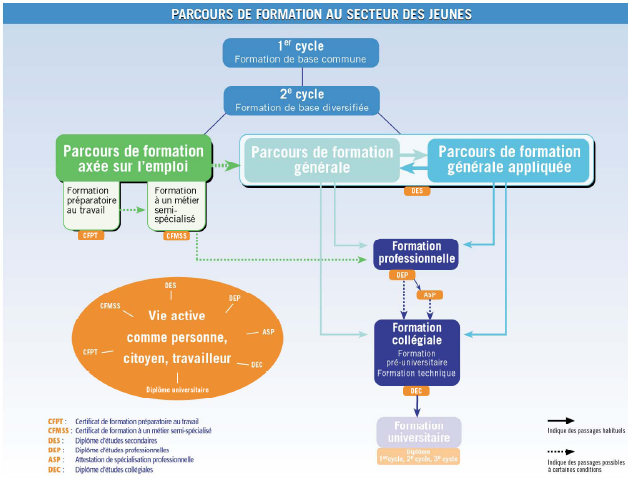 PARCOURS DE FORMATION AU SECTEUR DES JEUNES
1er cycle
Formation de base commune
2e cycle
Formation de base diversifiée
Parcours de formation
axée sur l'emploi
Parcours de formation
générale
Parcours de formation
générale appliquée
DES
Formation
préparatoire
au travail
CFPT
Formation
à un métier
semi-
spécialisé
CFMSS
Formation
professionnelle
DEP
ASP
Formation
collégiale
Formation
pré-universitaire
Formation technique
DEC
Formation
universitaire
Diplôme
1er cycle, 2e cycle, 3e cycle
DES
CFMSS
DEP
Vie active
comme personne,
citoyen, travailleur
ASP
CFPT
DEC
Diplôme universitaire
CFPT : Certificat de formation préparatoire au travail
CFMSS : Certificat de formation à un métier semi-spécialisé
DES : Diplôme d'études secondaires
DEP : Diplôme d'études professionnelles
ASP : Attestation de spécialisation professionnelle
DEC : Diplôme d'études collégiales
Indique des passages habituels
Indique des passages possibles
à certaines conditions